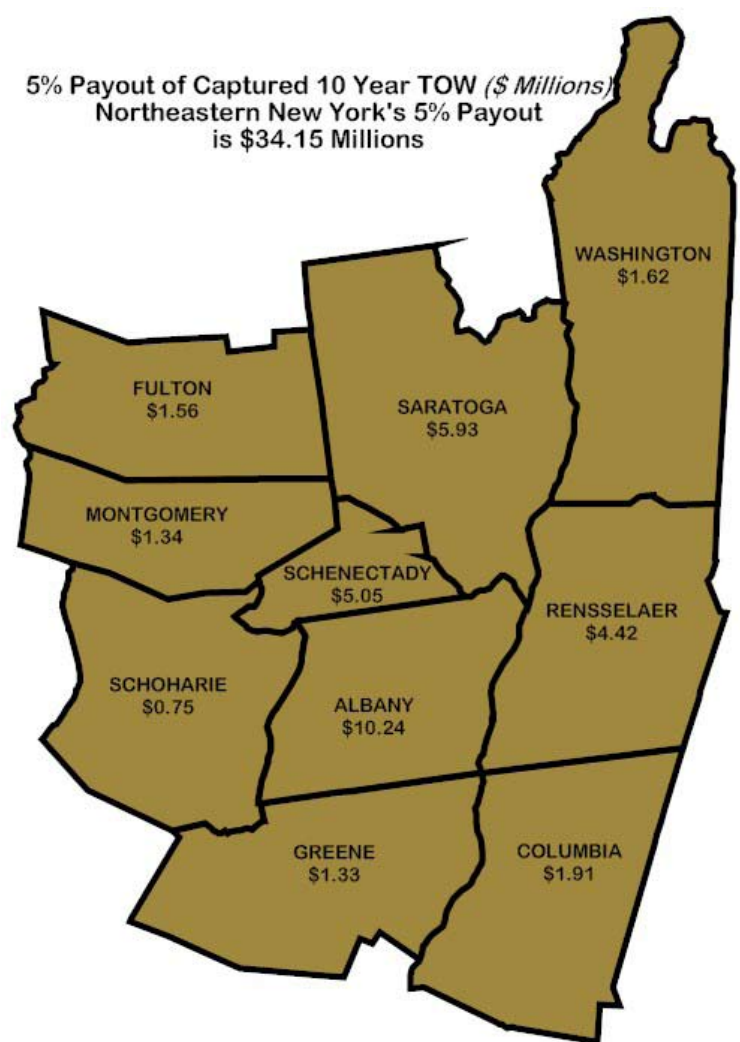 5% Payout of Captured 10 Year TOW ($ Millions)
Northeastern New York's 5% Payout
is $34.15 Millions
WASHINGTON
$1.62
FULTON
$1.56
SARATOGA
$5.93
MONTGOMERY
$1.34
SCHENECTADY
$5.05
RENSSELAER
$4.42
SCHOHARIE
$0.75
ALBANY
$10.24
GREENE
$1.33
COLUMBIA
$1.91